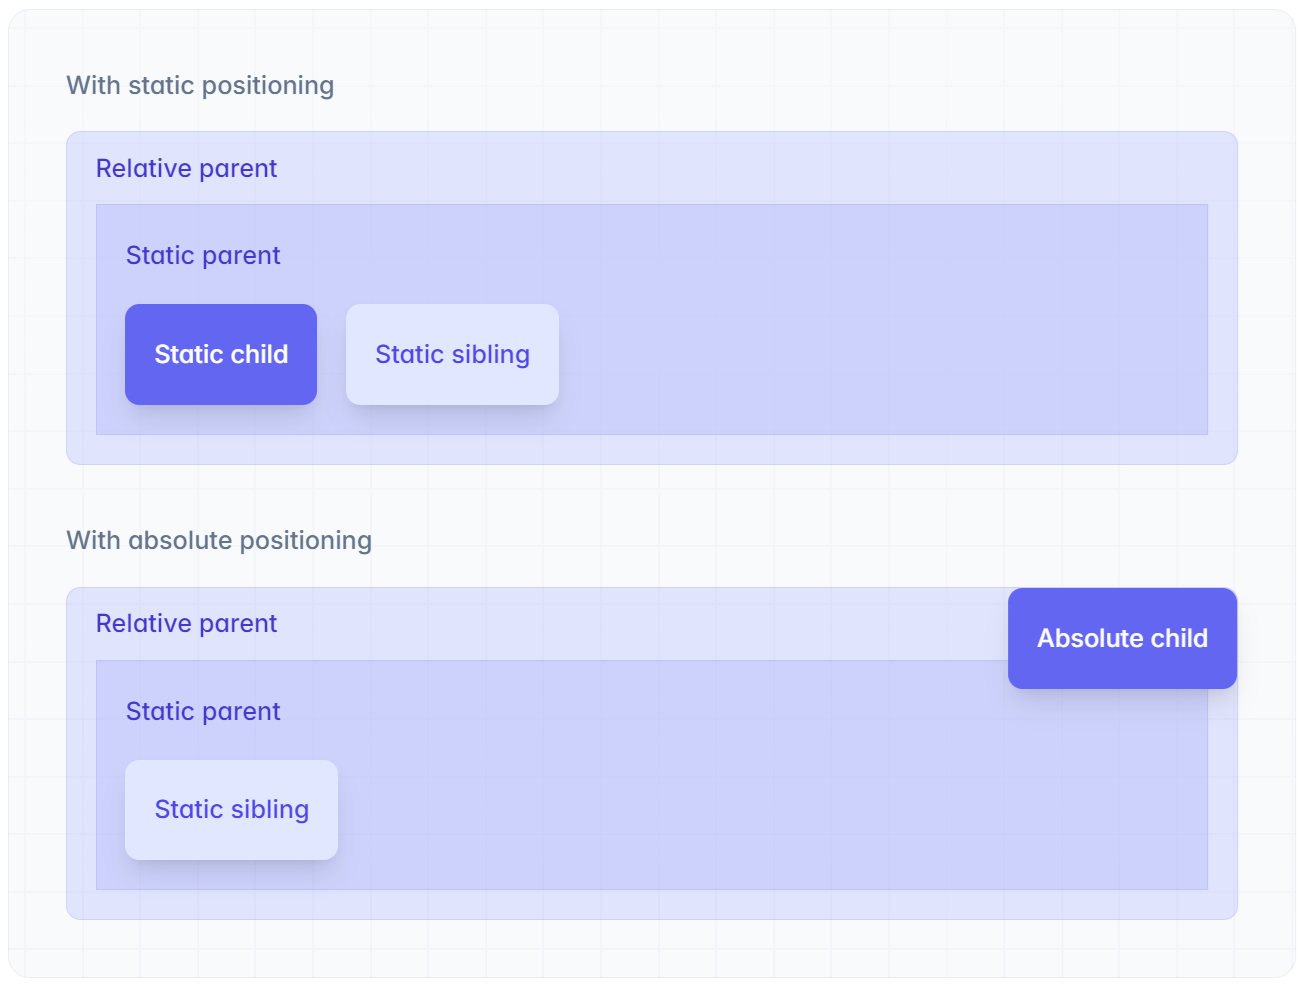 With static positioning
Relative parent
Static parent
Static child
Static sibling
With absolute positioning
Relative parent
Absolute child
Static parent
Static sibling